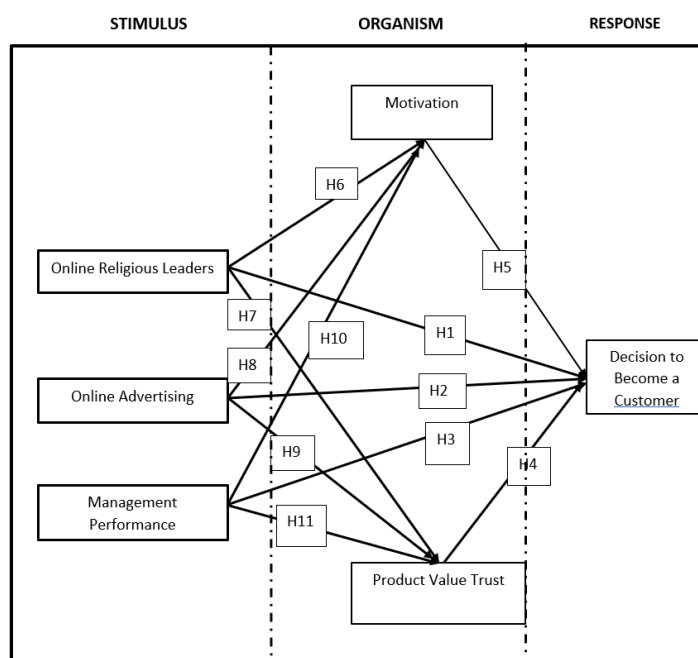 STIMULUS
ORGANISM
RESPONSE
Motivation
H6
Online Religious Leaders
H5
H7
H10
H1
Decision to
Become a
Customer
H8
Online Advertising
H2
H3
H9
H4
Management
Performance
H11
Product Value Trust